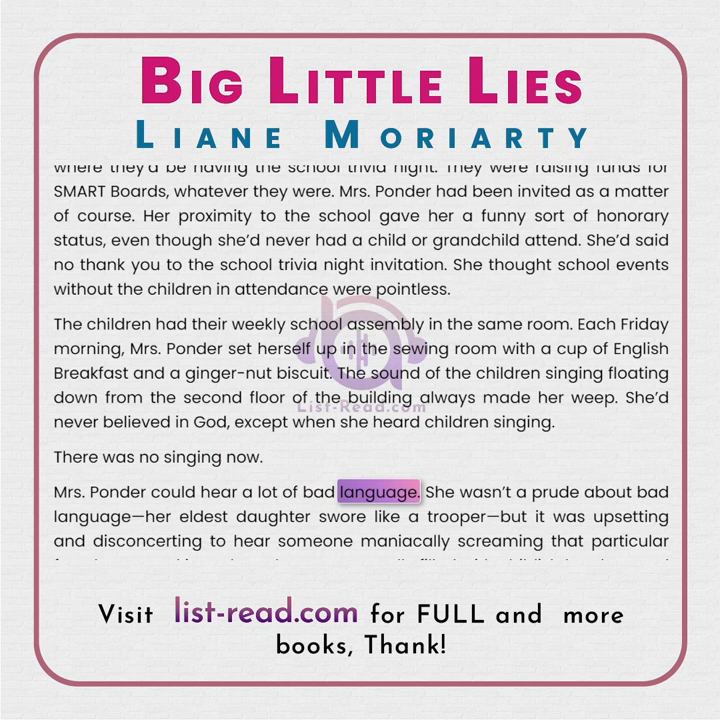 Big Little Lies
Liane Moriarty
where they'd be having the school trivia night. They were raising funds for
SMART Boards, whatever they were. Mrs. Ponder had been invited as a matter
of course. Her proximity to the school gave her a funny sort of honorary
status, even though she'd never had a child or grandchild attend. She'd said
no thank you to the school trivia night invitation. She thought school events
without the children in attendance were pointless.
The children had their weekly school assembly in the same room. Each Friday
morning, Mrs. Ponder set herself up in the sewing room with a cup of English
Breakfast and a ginger-nut biscuit. The sound of the children singing floating
down from the second floor of the building always made her weep. She'd
never believed in God, except when she heard children singing.
List-Read.com
There was no singing now.
Mrs. Ponder could hear a lot of bad language. She wasn't a prude about bad
language—her eldest daughter swore like a trooper—but it was upsetting
and disconcerting to hear someone maniacally screaming that particular
Visit list-read.com for FULL and more
books, Thank!